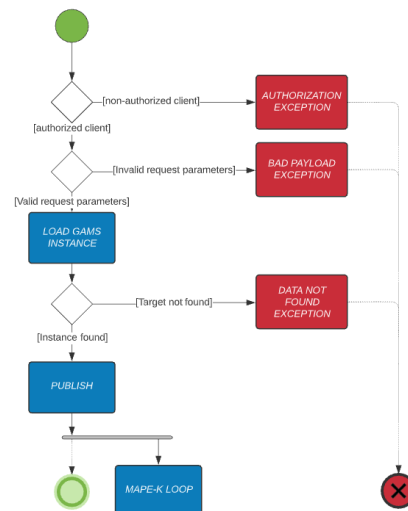 [non-authorized client]
AUTHORIZATION
EXCEPTION
[authorized client]
[Invalid request parameters]
BAD PAYLOAD
EXCEPTION
[Valid request parameters]
LOAD GAMS
INSTANCE
[Target not found]
DATA NOT
FOUND
EXCEPTION
[Instance found]
PUBLISH
MAPE-K LOOP